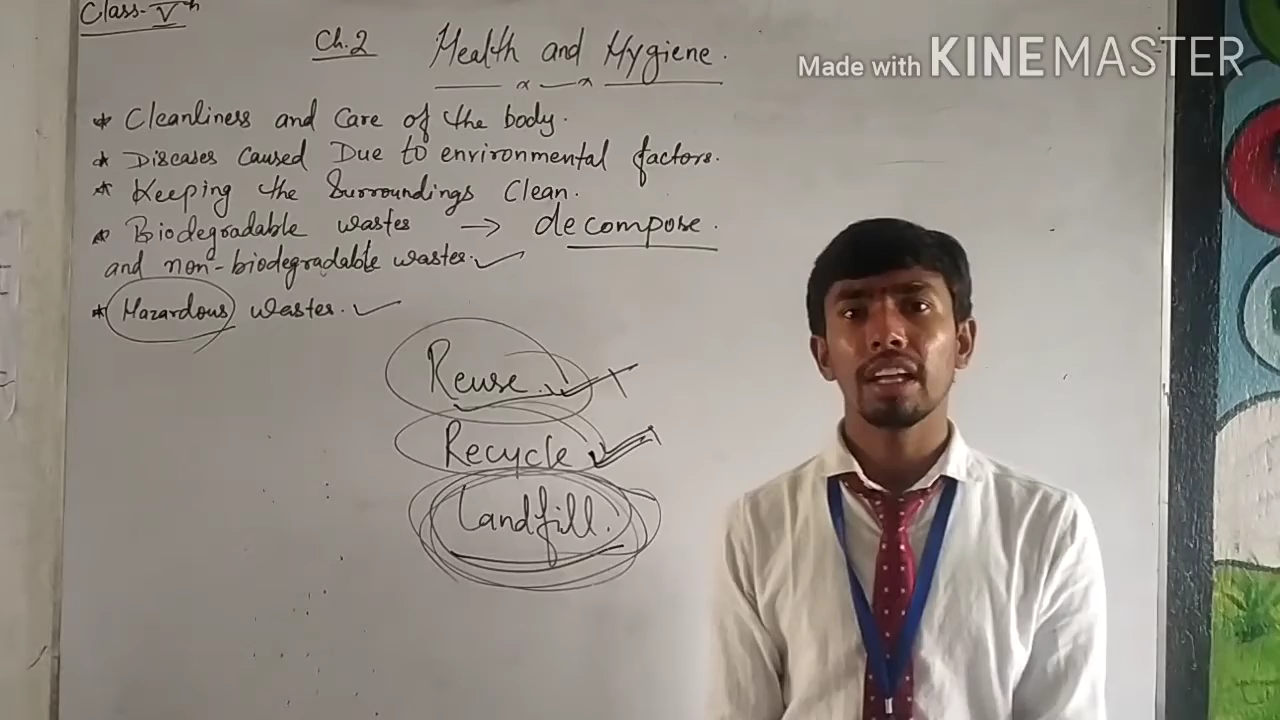 Class-Vth
Ch.2 Health and Hygiene.
Made with KINEMASTER
* Cleanliness and care of the body.
* Diseases caused Due to environmental factors.
* Keeping the Surroundings Clean.
* Biodegradable wastes → decompose.
and non-biodegradable wastes. ✓
* Hazardous wastes. ✓
Reuse.
Recycle
Landfill.